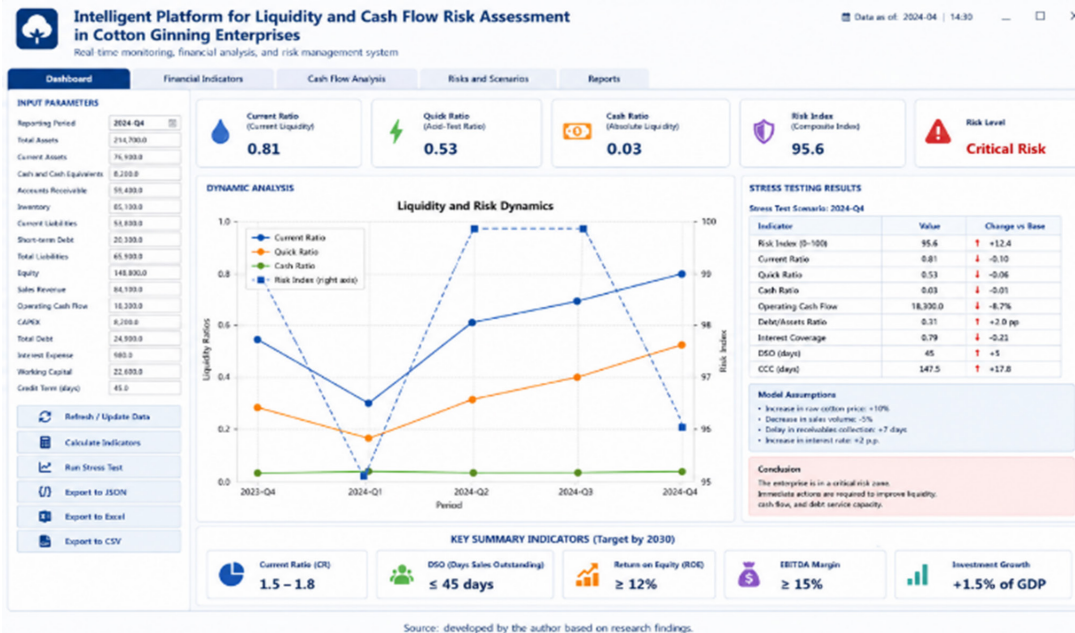 Intelligent Platform for Liquidity and Cash Flow Risk Assessment
in Cotton Ginning Enterprises
Real-time monitoring, financial analysis, and risk management system
Data as of: 2024-04 | 14:30
Dashboard
Financial Indicators
Cash Flow Analysis
Risks and Scenarios
Reports
INPUT PARAMETERS
Reporting Period 2024-Q4
Total Assets 214,700.0
Current Assets 76,900.0
Cash and Cash Equivalents 8,200.0
Accounts Receivable 59,400.0
Inventory 85,100.0
Current Liabilities 53,800.0
Short-term Debt 20,300.0
Total Liabilities 65,900.0
Equity 148,800.0
Sales Revenue 84,100.0
Operating Cash Flow 18,300.0
CAPEX 8,200.0
Total Debt 24,900.0
Interest Expense 980.0
Working Capital 22,600.0
Credit Term (days) 45.0
Refresh / Update Data
Calculate Indicators
Run Stress Test
Export to JSON
Export to Excel
Export to CSV
Current Ratio
(Current Liquidity)
0.81
Quick Ratio
(Acid-Test Ratio)
0.53
Cash Ratio
(Absolute Liquidity)
0.03
Risk Index
(Composite Index)
95.6
Risk Level
Critical Risk
DYNAMIC ANALYSIS
Liquidity and Risk Dynamics
Current Ratio
Quick Ratio
Cash Ratio
Risk Index (right axis)
Liquidity Ratios
1.0
0.8
0.6
0.4
0.2
0.0
100
99
98
97
96
95
Risk Index
2023-Q4 2024-Q1 2024-Q2 2024-Q3 2024-Q4
Period
STRESS TESTING RESULTS
Stress Test Scenario: 2024-Q4
Indicator Value Change vs Base
Risk Index (0–100) 95.6 ↑ +12.4
Current Ratio 0.81 ↓ -0.10
Quick Ratio 0.53 ↓ -0.06
Cash Ratio 0.03 ↓ -0.01
Operating Cash Flow 18,300.0 ↓ -8.7%
Debt/Assets Ratio 0.31 ↑ +2.0 pp
Interest Coverage 0.79 ↓ -0.21
DSO (days) 45 ↑ +5
CCC (days) 147.5 ↑ +17.8
Model Assumptions
• Increase in raw cotton price: +10%
• Decrease in sales volume: -5%
• Delay in receivables collection: +7 days
• Increase in interest rate: +2 p.p.
Conclusion
The enterprise is in a critical risk zone.
Immediate actions are required to improve liquidity,
cash flow, and debt service capacity.
KEY SUMMARY INDICATORS (Target by 2030)
Current Ratio (CR)
1.5 – 1.8
DSO (Days Sales Outstanding)
≤ 45 days
Return on Equity (ROE)
≥ 12%
EBITDA Margin
≥ 15%
Investment Growth
+1.5% of GDP
Source: developed by the author based on research findings.